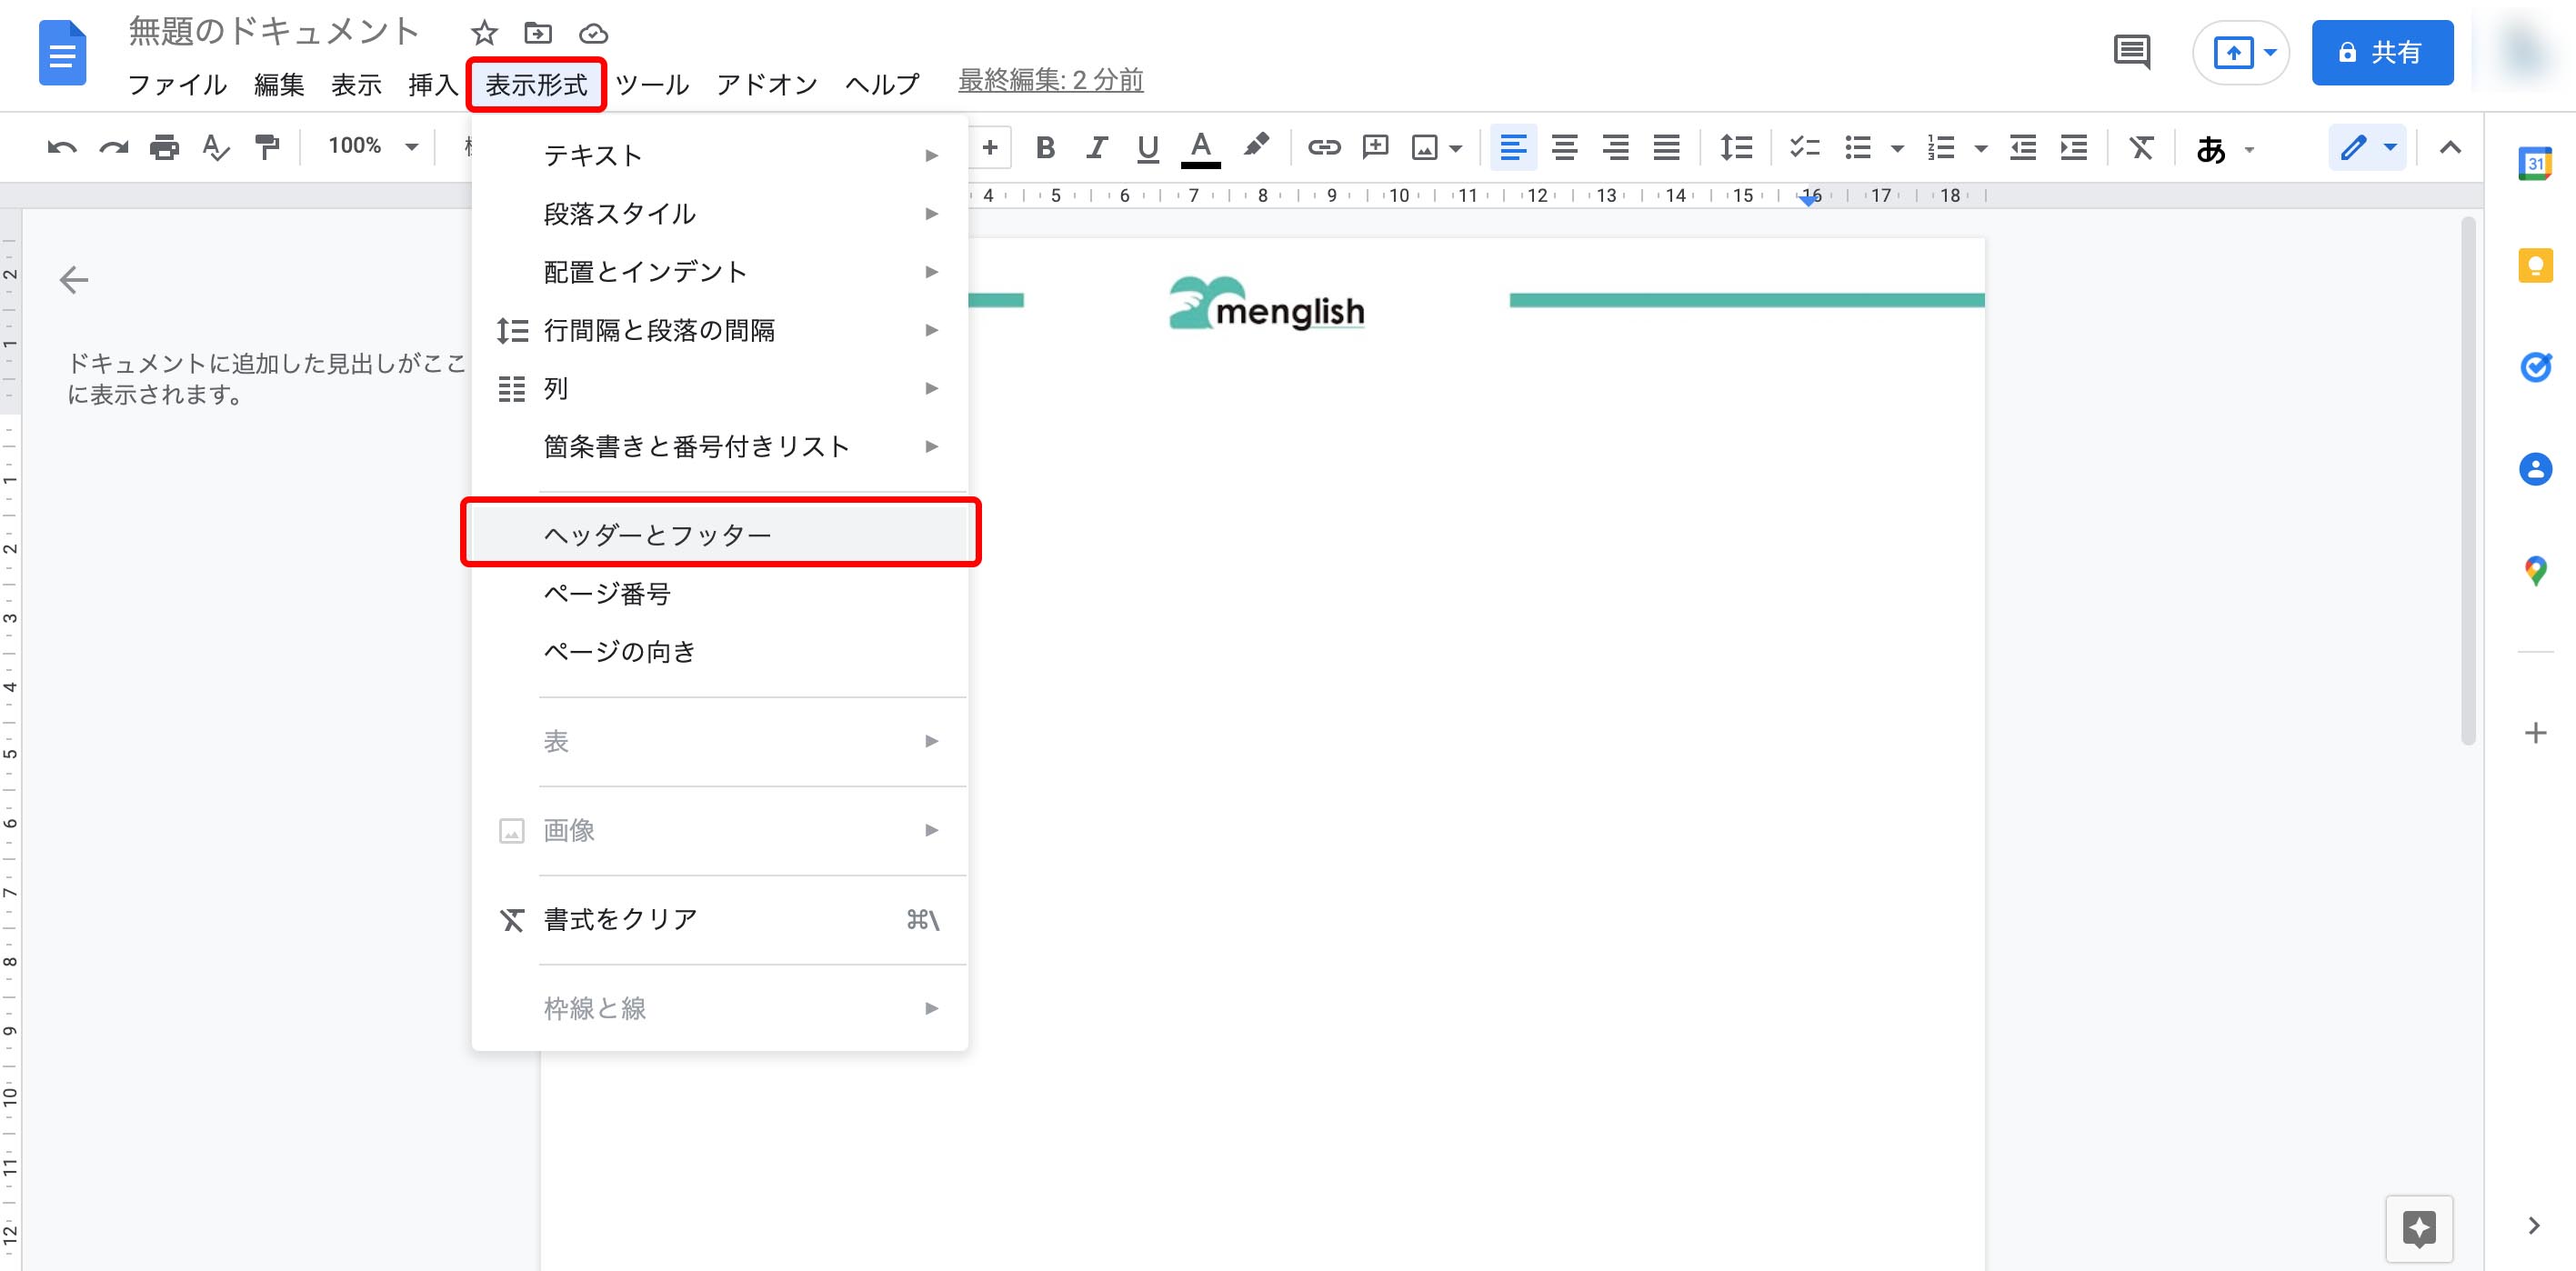 無題のドキュメント
ファイル 編集 表示 挿入 表示形式 ツール アドオン ヘルプ 最終編集: 2 分前
共有
100%
+ B I U A あ
31
4 5 6 7 8 9 10 11 12 13 14 15 16 17 18
2 1 1 2 3 4 5 6 7 8 9 10 11 12
ドキュメントに追加した見出しがここ
に表示されます。
テキスト
段落スタイル
配置とインデント
行間隔と段落の間隔
列
箇条書きと番号付きリスト
ヘッダーとフッター
ページ番号
ページの向き
表
画像
書式をクリア ⌘\
枠線と線
menglish